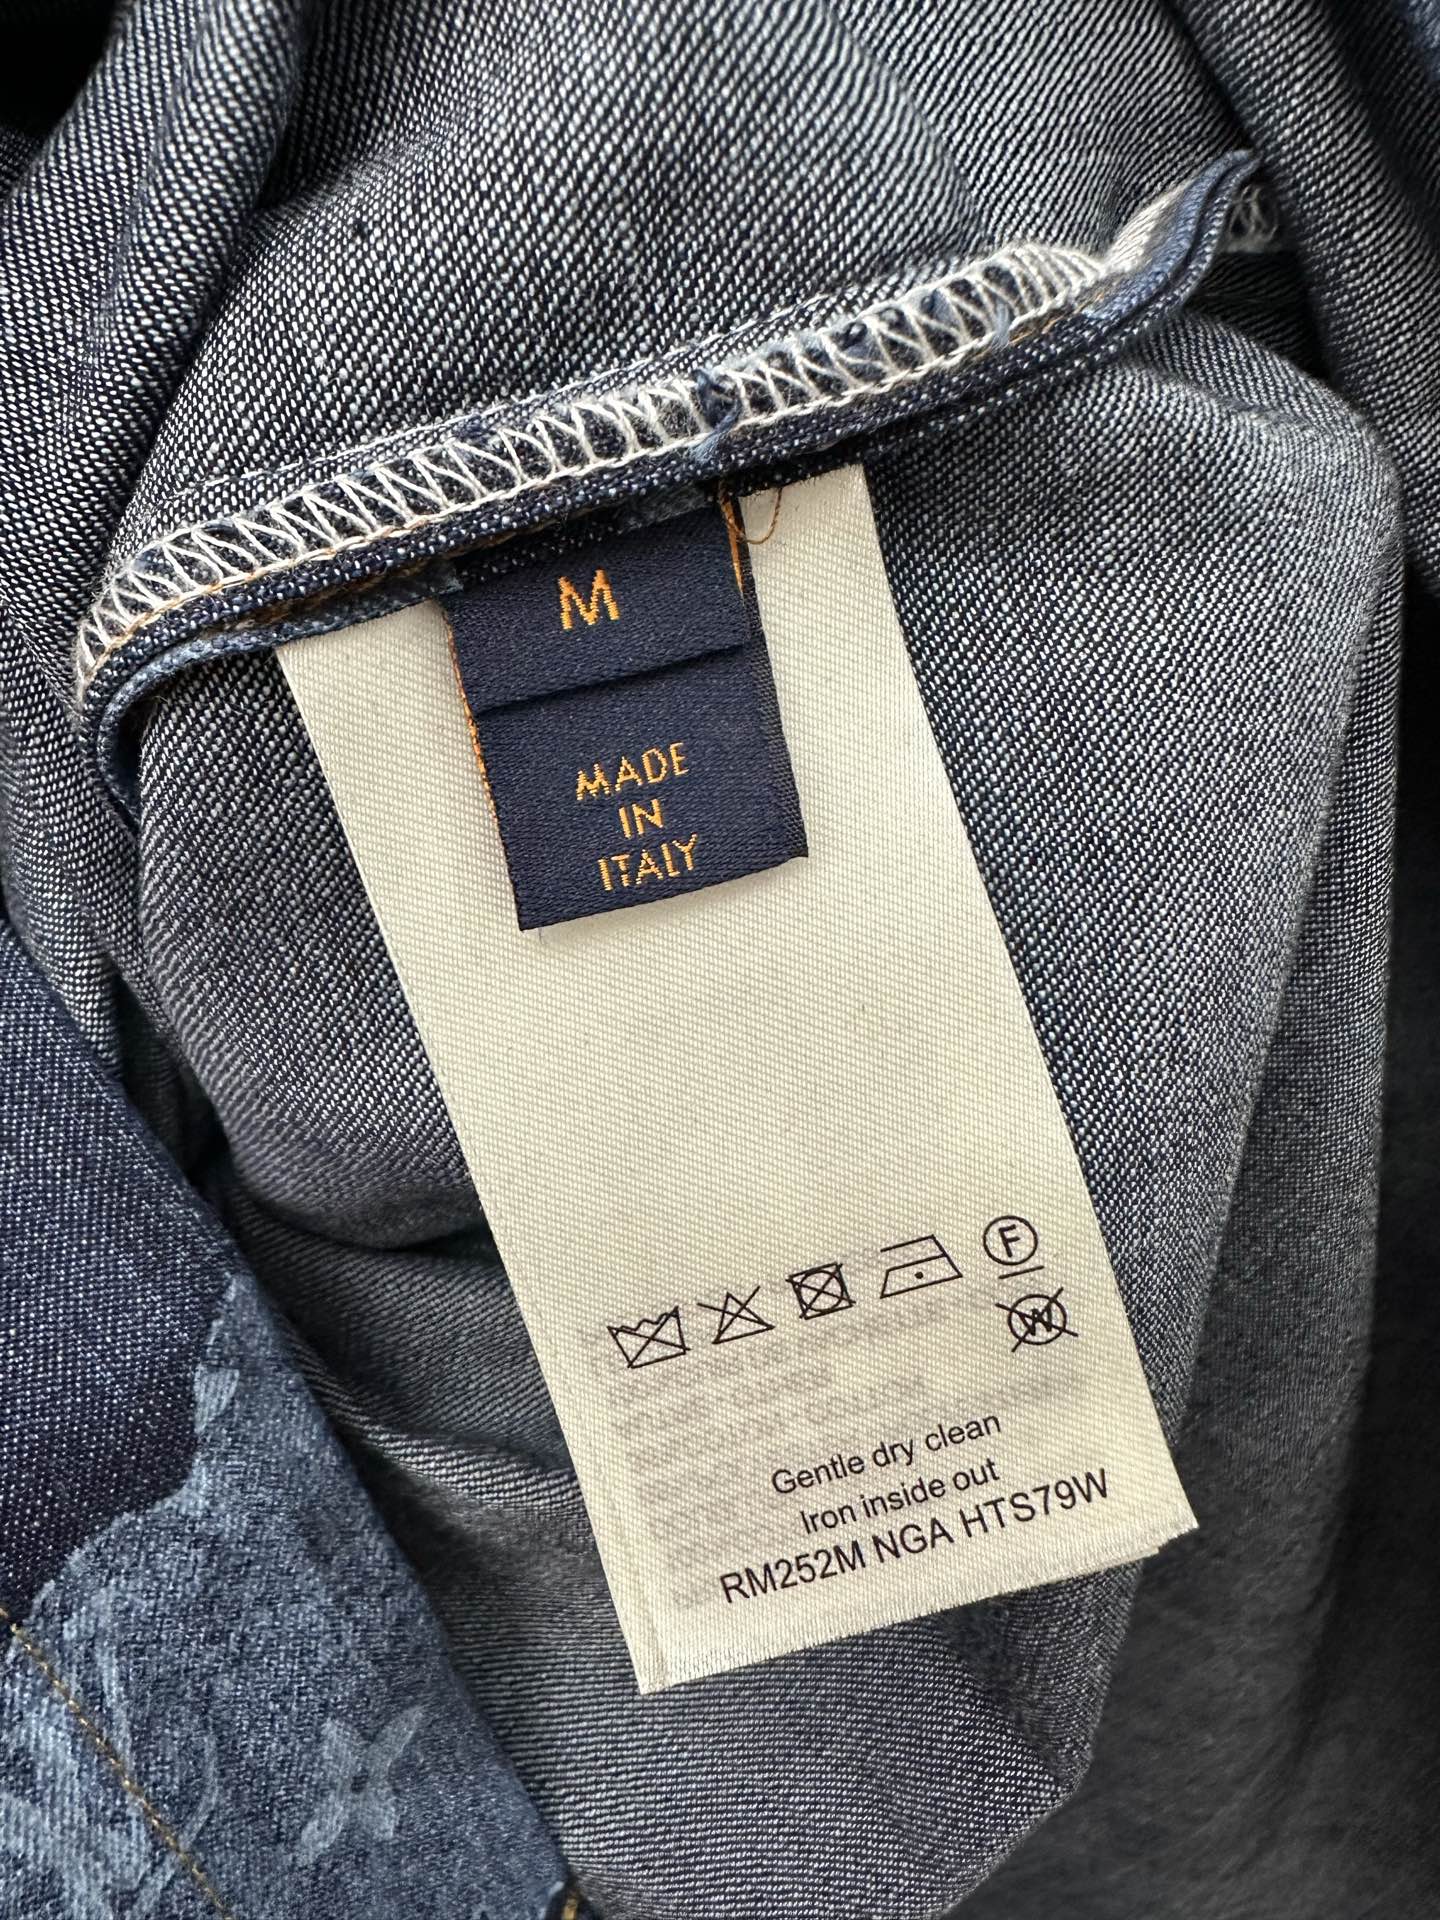 M
MADE
IN
ITALY
F
W
Gentle dry clean
Iron inside out
RM252M NGA HTS79W